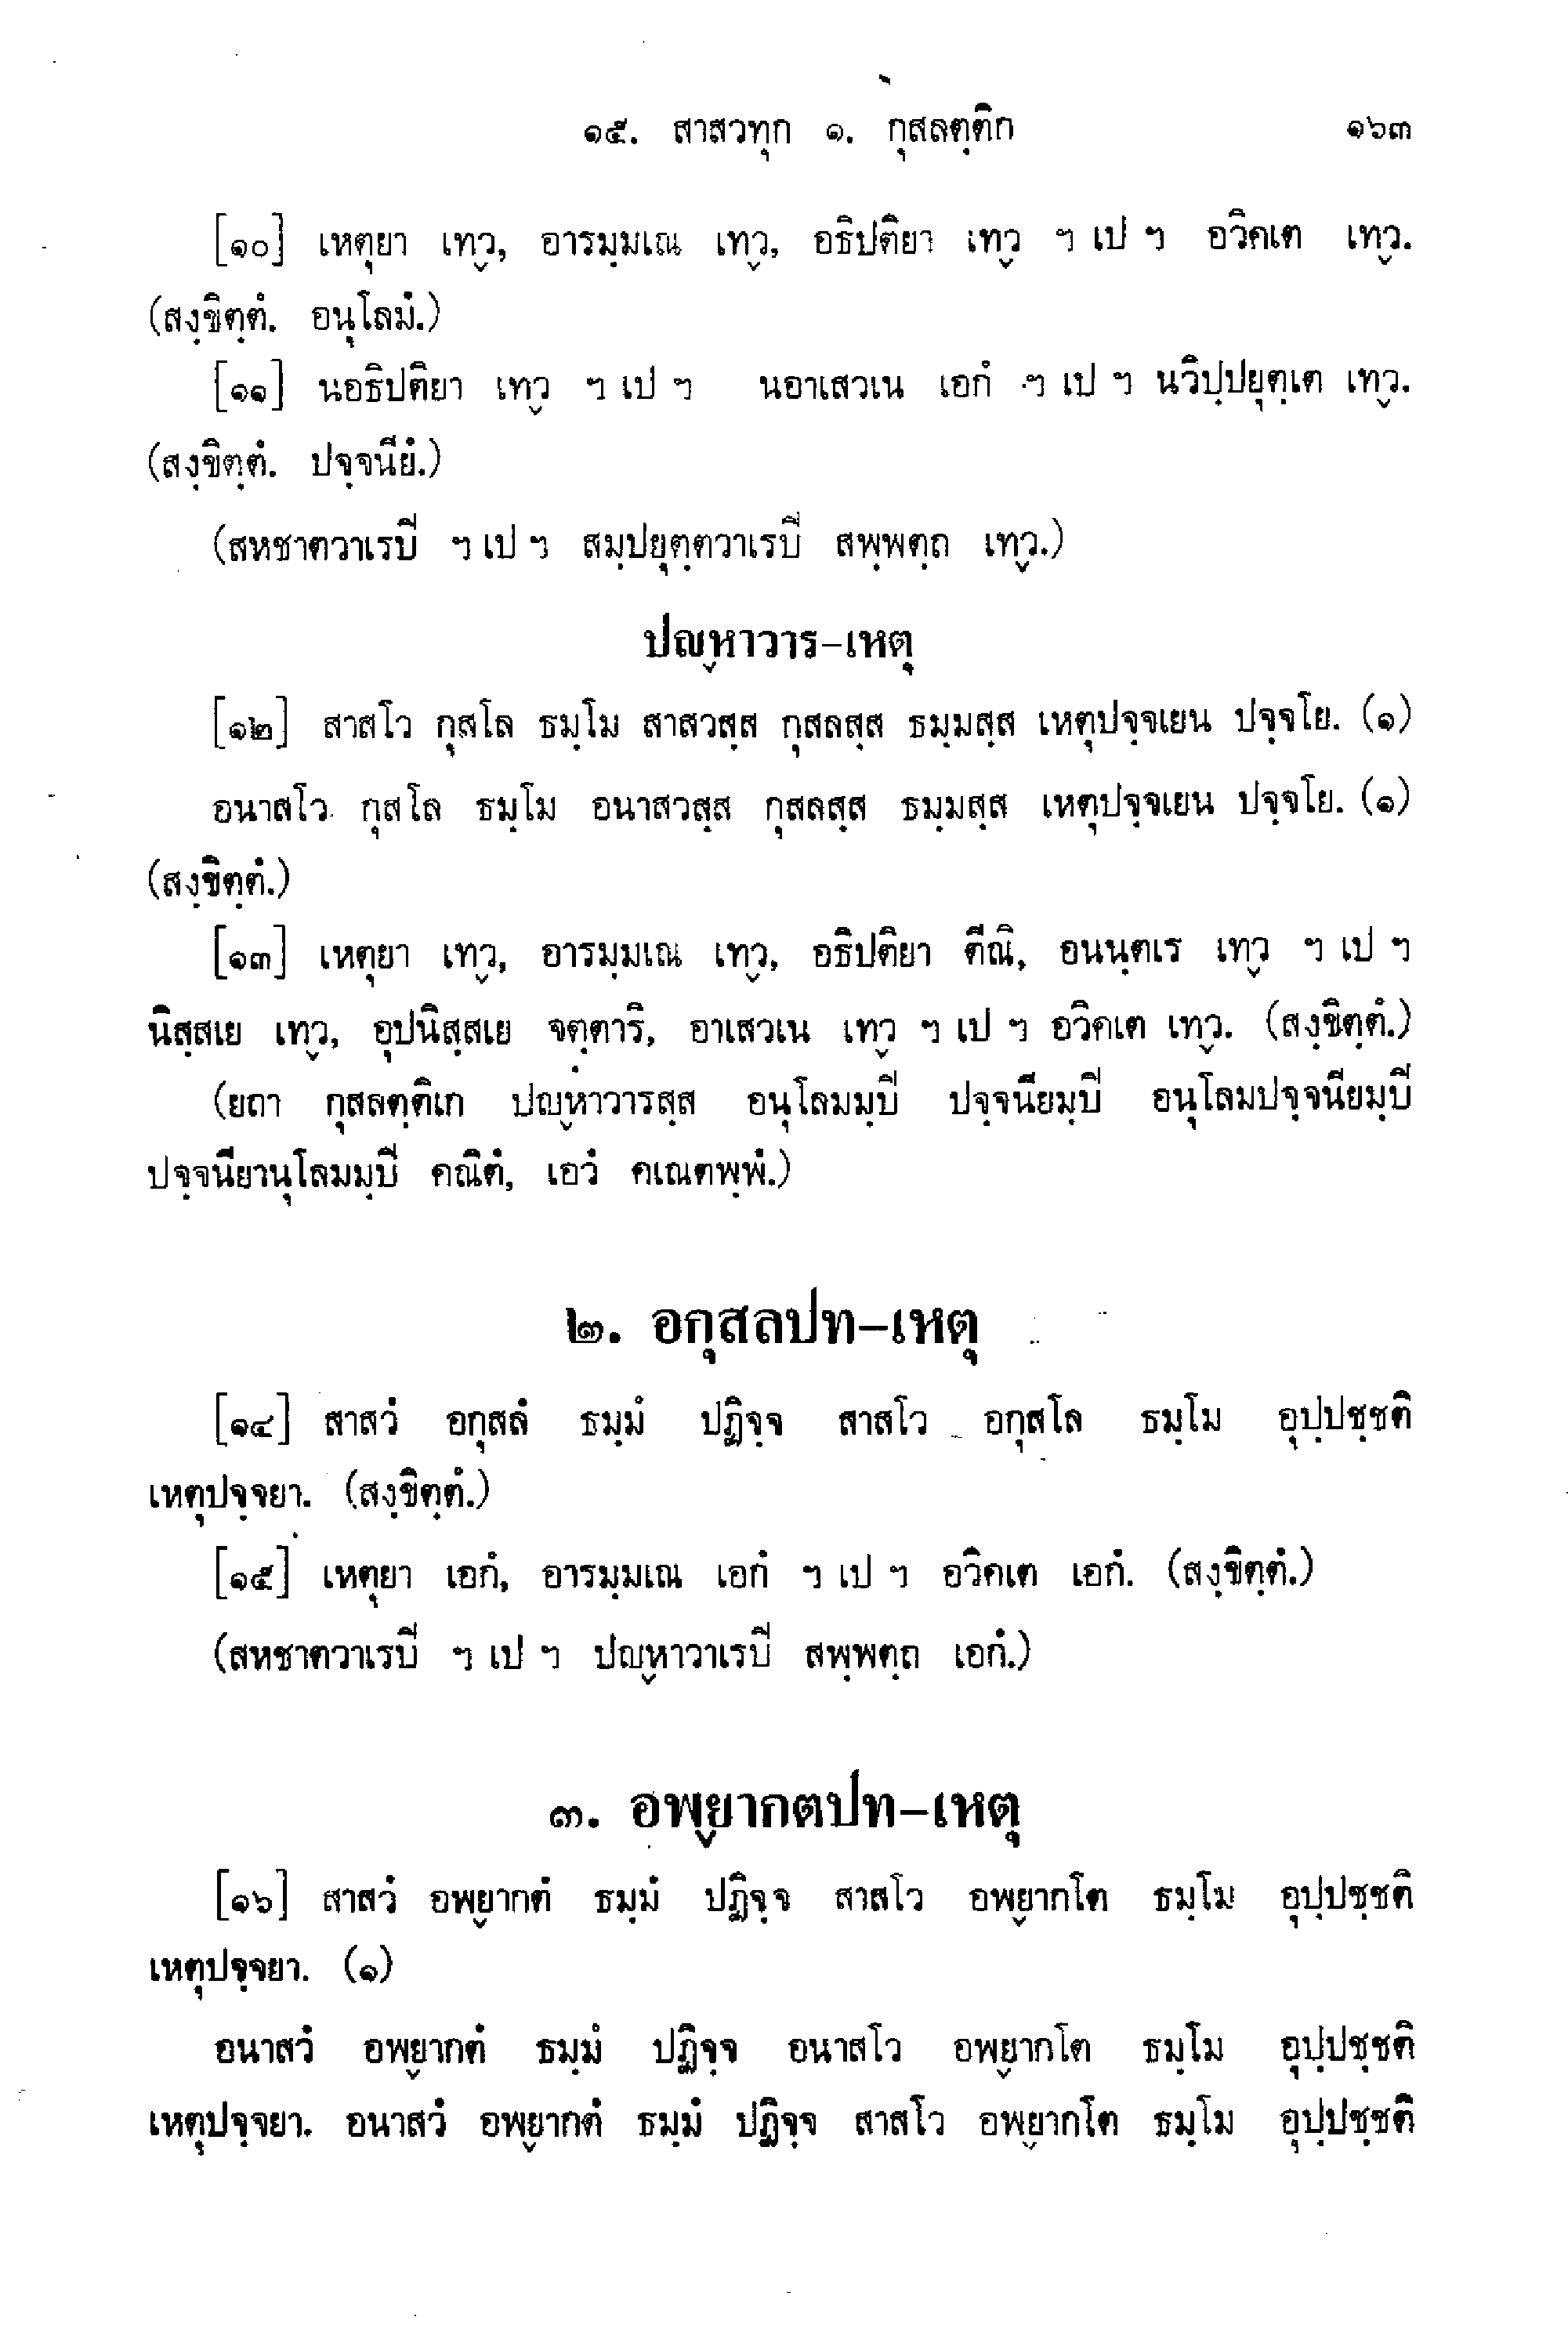 ๑๕. สาสวทุก ๑. กุสลตฺติก ๑๖๓
[๑๐] เหตุยา เทฺว, อารมฺมเณ เทฺว, อธิปติยา เทฺว ฯ เป ฯ อวิคเต เทฺว.
(สงฺขิตฺตํ. อนุโลมํ.)
[๑๑] นอธิปติยา เทฺว ฯ เป ฯ นอาเสวเน เอกํ ฯ เป ฯ นวิปฺปยุตฺเต เทฺว.
(สงฺขิตฺตํ. ปจฺจนียํ.)
(สหชาตวาเรปิ ฯ เป ฯ สมฺปยุตฺตวาเรปิ สพฺพตฺถ เทฺว.)
ปญฺหาวาร–เหตุ
[๑๒] สาสโว กุสโล ธมฺโม สาสวสฺส กุสลสฺส ธมฺมสฺส เหตุปจฺจเยน ปจฺจโย. (๑)
อนาสโว กุสโล ธมฺโม อนาสวสฺส กุสลสฺส ธมฺมสฺส เหตุปจฺจเยน ปจฺจโย. (๑)
(สงฺขิตฺตํ.)
[๑๓] เหตุยา เทฺว, อารมฺมเณ เทฺว, อธิปติยา ตีณิ, อนนฺตเร เทฺว ฯ เป ฯ
นิสฺสเย เทฺว, อุปนิสฺสเย จตฺตาริ, อาเสวเน เทฺว ฯ เป ฯ อวิคเต เทฺว. (สงฺขิตฺตํ.)
(ยถา กุสลตฺติเก ปญฺหาวารสฺส อนุโลมมฺปิ ปจฺจนียมฺปิ อนุโลมปจฺจนียมฺปิ
ปจฺจนียานุโลมมฺปิ คณิตํ, เอวํ คเณตพฺพํ.)
๒. อกุสลปท–เหตุ
[๑๔] สาสวํ อกุสลํ ธมฺมํ ปฏิจฺจ สาสโว อกุสโล ธมฺโม อุปฺปชฺชติ
เหตุปจฺจยา. (สงฺขิตฺตํ.)
[๑๕] เหตุยา เอกํ, อารมฺมเณ เอกํ ฯ เป ฯ อวิคเต เอกํ. (สงฺขิตฺตํ.)
(สหชาตวาเรปิ ฯ เป ฯ ปญฺหาวาเรปิ สพฺพตฺถ เอกํ.)
๓. อพฺยากตปท–เหตุ
[๑๖] สาสวํ อพฺยากตํ ธมฺมํ ปฏิจฺจ สาสโว อพฺยากโต ธมฺโม อุปฺปชฺชติ
เหตุปจฺจยา. (๑)
อนาสวํ อพฺยากตํ ธมฺมํ ปฏิจฺจ อนาสโว อพฺยากโต ธมฺโม อุปฺปชฺชติ
เหตุปจฺจยา. อนาสวํ อพฺยากตํ ธมฺมํ ปฏิจฺจ สาสโว อพฺยากโต ธมฺโม อุปฺปชฺชติ